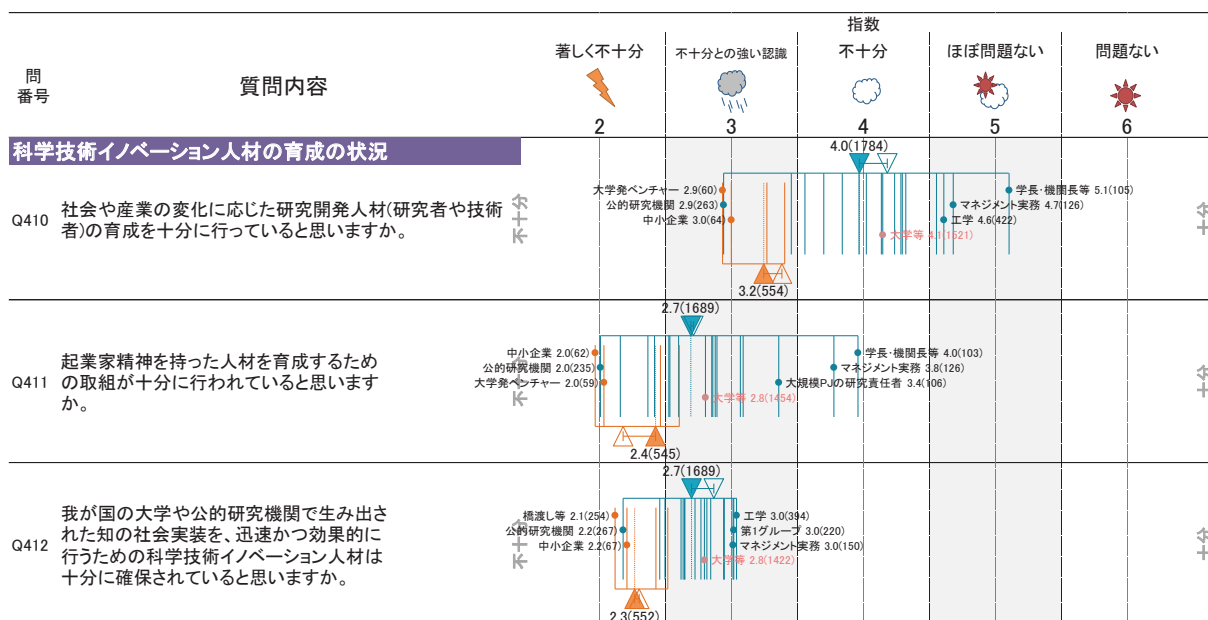 指数
著しく不十分
不十分との強い認識
不十分
ほぼ問題ない
問題ない
問
番号
質問内容
2
3
4
5
6
科学技術イノベーション人材の育成の状況
Q410
社会や産業の変化に応じた研究開発人材(研究者や技術
者)の育成を十分に行っていると思いますか。
不十分
4.0(1784)
大学発ベンチャー 2.9(60)
公的研究機関 2.9(263)
中小企業 3.0(64)
学長・機関長等 5.1(105)
マネジメント実務 4.7(126)
工学 4.6(422)
大学等 4.1(1521)
3.2(554)
十分
Q411
起業家精神を持った人材を育成するため
の取組が十分に行われていると思います
か。
不十分
2.7(1689)
中小企業 2.0(62)
公的研究機関 2.0(235)
大学発ベンチャー 2.0(59)
学長・機関長等 4.0(103)
マネジメント実務 3.8(126)
大規模PJの研究責任者 3.4(106)
大学等 2.8(1454)
2.4(545)
十分
Q412
我が国の大学や公的研究機関で生み出さ
れた知の社会実装を、迅速かつ効果的に
行うための科学技術イノベーション人材は
十分に確保されていると思いますか。
不十分
2.7(1689)
橋渡し等 2.1(254)
公的研究機関 2.2(267)
中小企業 2.2(67)
工学 3.0(394)
第1グループ 3.0(220)
マネジメント実務 3.0(150)
大学等 2.8(1422)
2.3(552)
十分